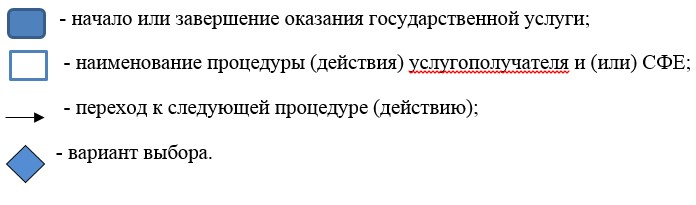 - начало или завершение оказания государственной услуги;
- наименование процедуры (действия) услугополучателя и (или) СФЕ;
- переход к следующей процедуре (действию);
- вариант выбора.